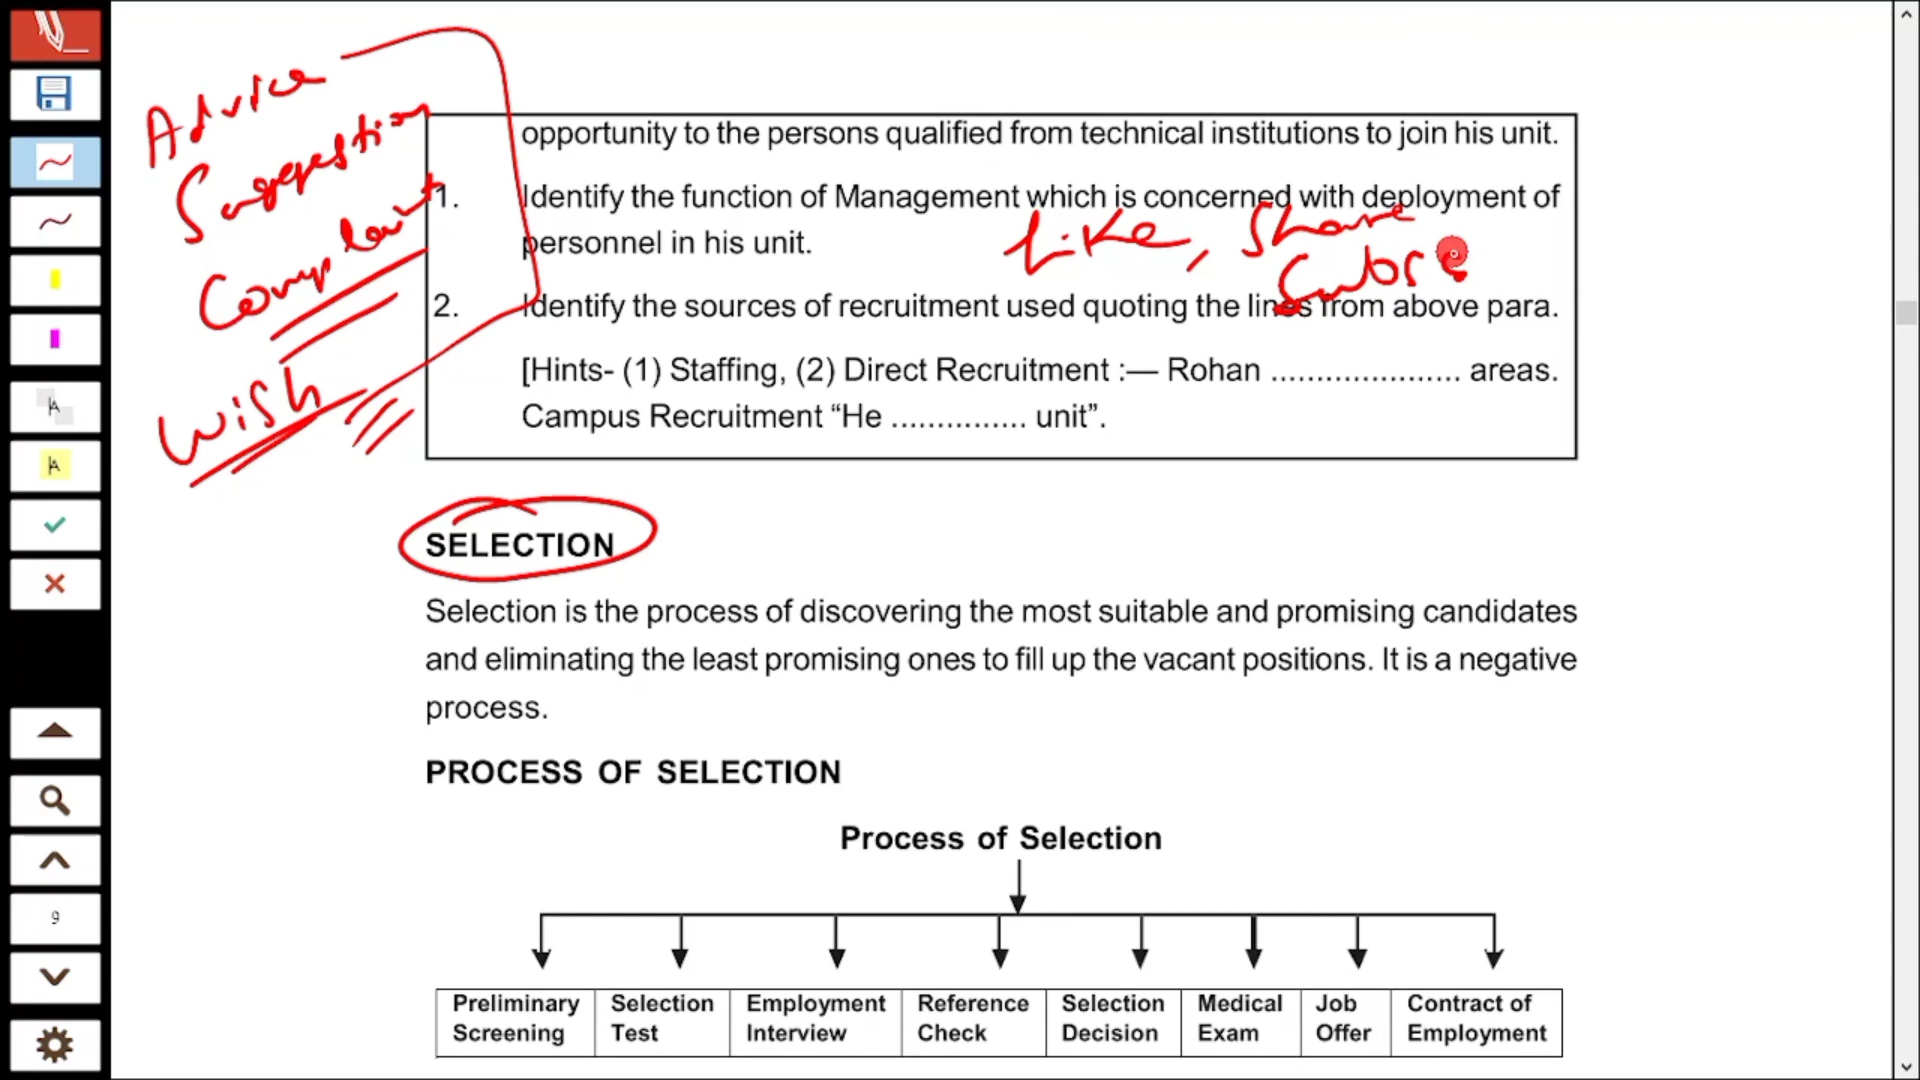 Advice
Suggestion
Complaint
Wish
opportunity to the persons qualified from technical institutions to join his unit.
1. Identify the function of Management which is concerned with deployment of
personnel in his unit.
Like, Share
Subs
2. Identify the sources of recruitment used quoting the lines from above para.
[Hints- (1) Staffing, (2) Direct Recruitment :— Rohan ..................... areas.
Campus Recruitment “He ............... unit”.
SELECTION
Selection is the process of discovering the most suitable and promising candidates
and eliminating the least promising ones to fill up the vacant positions. It is a negative
process.
PROCESS OF SELECTION
Process of Selection
Preliminary Screening
Selection Test
Employment Interview
Reference Check
Selection Decision
Medical Exam
Job Offer
Contract of Employment
9